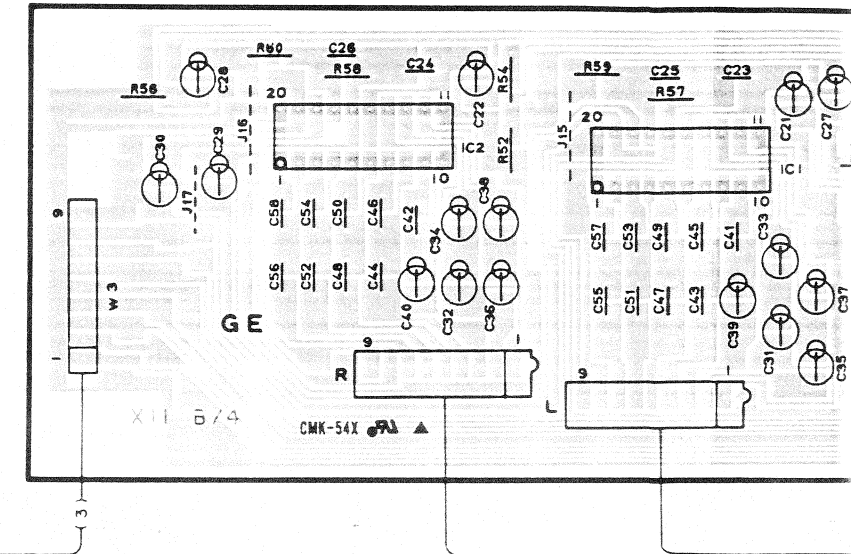 R60
C26
R58
C24
C28
R56
20
11
C22
R54
R59
C25
R57
C23
C21
C27
J16
IC2
R52
J15
20
11
IC1
C30
C29
J17
1
10
1
10
C58
C54
C50
C46
C42
C34
C38
C57
C53
C49
C45
C41
C33
9
W3
1
C56
C52
C48
C44
C40
C32
C36
C55
C51
C47
C43
C39
C31
C37
C35
GE
R
9
1
L
9
1
XII B/4
CMK-54X
3